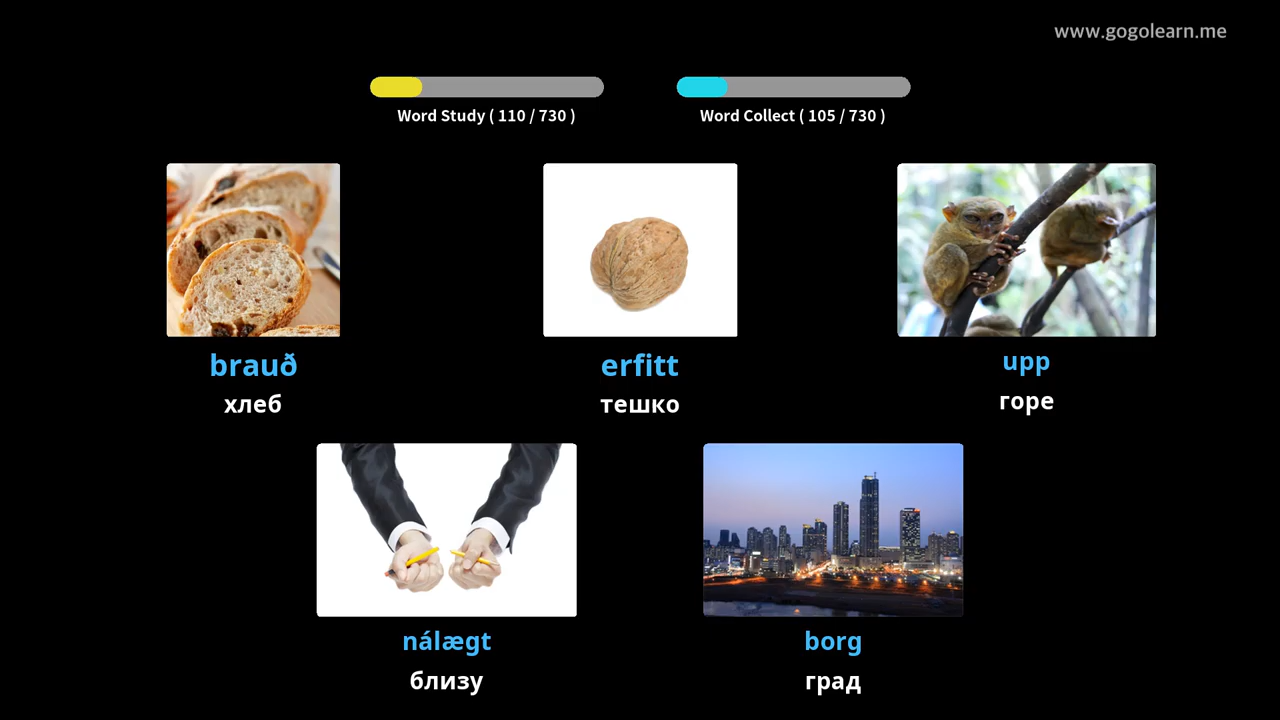 www.gogolearn.me
Word Study ( 110 / 730 )
Word Collect ( 105 / 730 )
brauð
хлеб
erfitt
тешко
upp
горе
nálægt
близу
borg
град